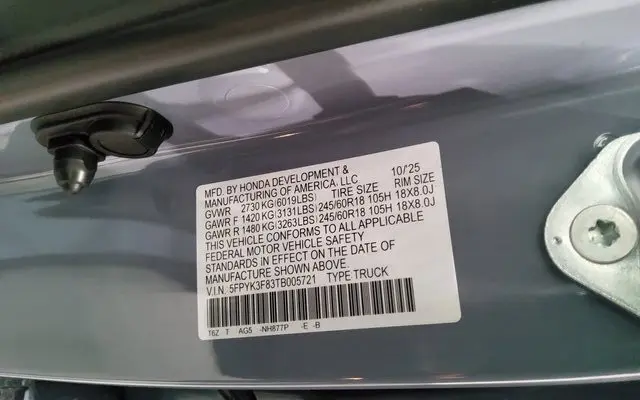 MFD. BY HONDA DEVELOPMENT & 10/'25
MANUFACTURING OF AMERICA, LLC
TIRE SIZE RIM SIZE
GVWR 2730 KG(6019LBS)
GAWR F 1420 KG(3131LBS) 245/60R18 105H 18X8.0J
GAWR R 1480 KG(3263LBS) 245/60R18 105H 18X8.0J
THIS VEHICLE CONFORMS TO ALL APPLICABLE
FEDERAL MOTOR VEHICLE SAFETY
STANDARDS IN EFFECT ON THE DATE OF
MANUFACTURE SHOWN ABOVE.
V.I.N. 5FPYK3F83TB005721 TYPE TRUCK
T6Z T AG5 -NH877P -E -B